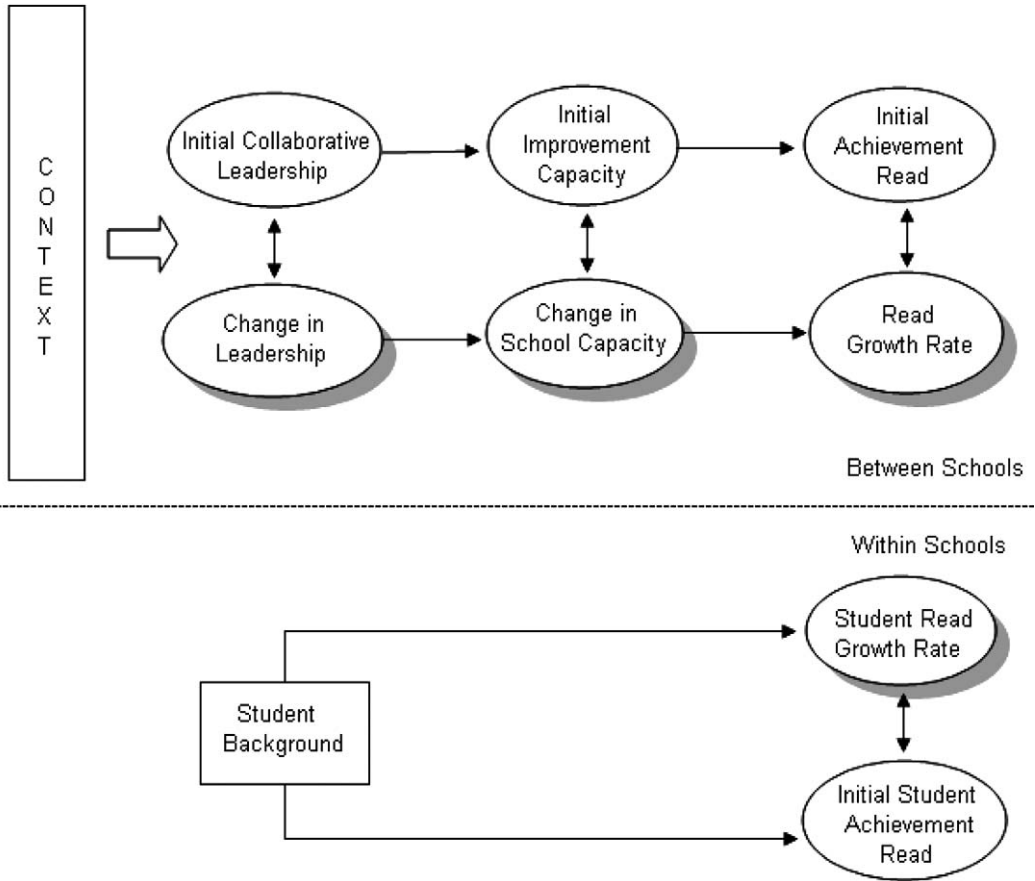 CONTEXT
Initial Collaborative
Leadership
Initial
Improvement
Capacity
Initial
Achievement
Read
Change in
Leadership
Change in
School Capacity
Read
Growth Rate
Between Schools
Within Schools
Student Read
Growth Rate
Student
Background
Initial Student
Achievement
Read